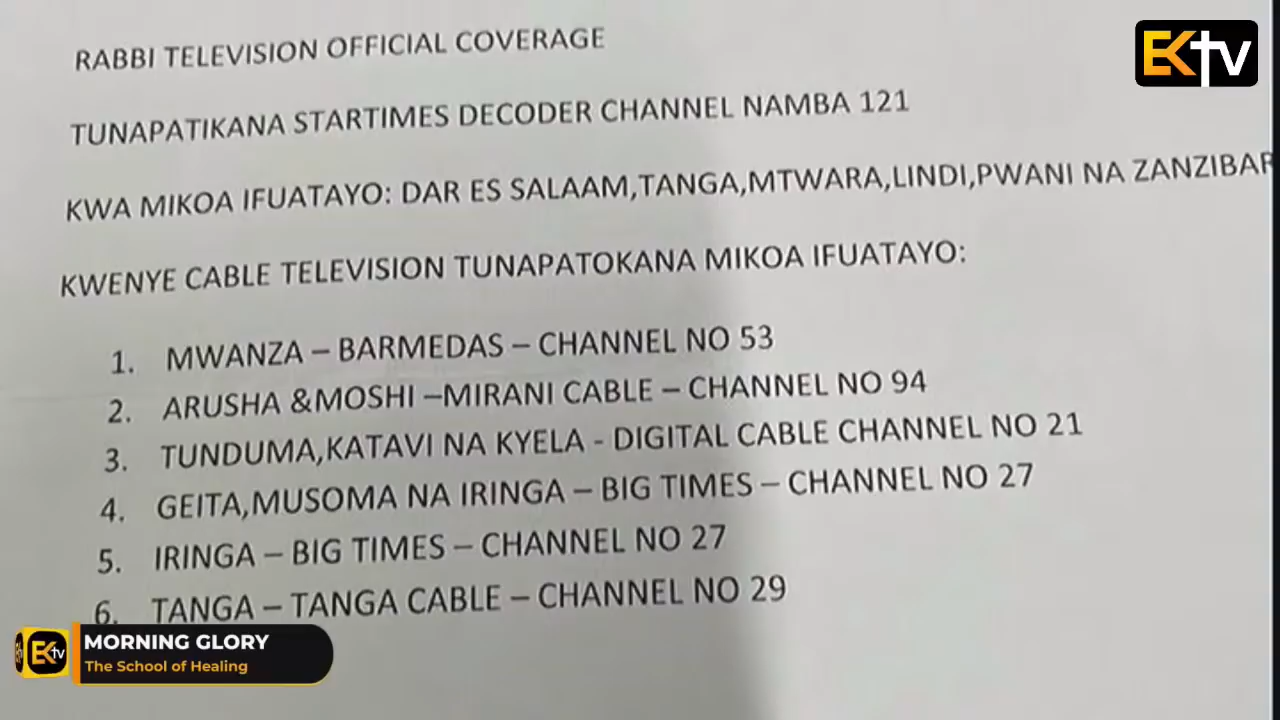 RABBI TELEVISION OFFICIAL COVERAGE
EKTV
TUNAPATIKANA STARTIMES DECODER CHANNEL NAMBA 121
KWA MIKOA IFUATAYO: DAR ES SALAAM,TANGA,MTWARA,LINDI,PWANI NA ZANZIBAR
KWENYE CABLE TELEVISION TUNAPATOKANA MIKOA IFUATAYO:
1. MWANZA – BARMEDAS – CHANNEL NO 53
2. ARUSHA &MOSHI –MIRANI CABLE – CHANNEL NO 94
3. TUNDUMA,KATAVI NA KYELA - DIGITAL CABLE CHANNEL NO 21
4. GEITA,MUSOMA NA IRINGA – BIG TIMES – CHANNEL NO 27
5. IRINGA – BIG TIMES – CHANNEL NO 27
6. TANGA – TANGA CABLE – CHANNEL NO 29
EKTV
MORNING GLORY
The School of Healing